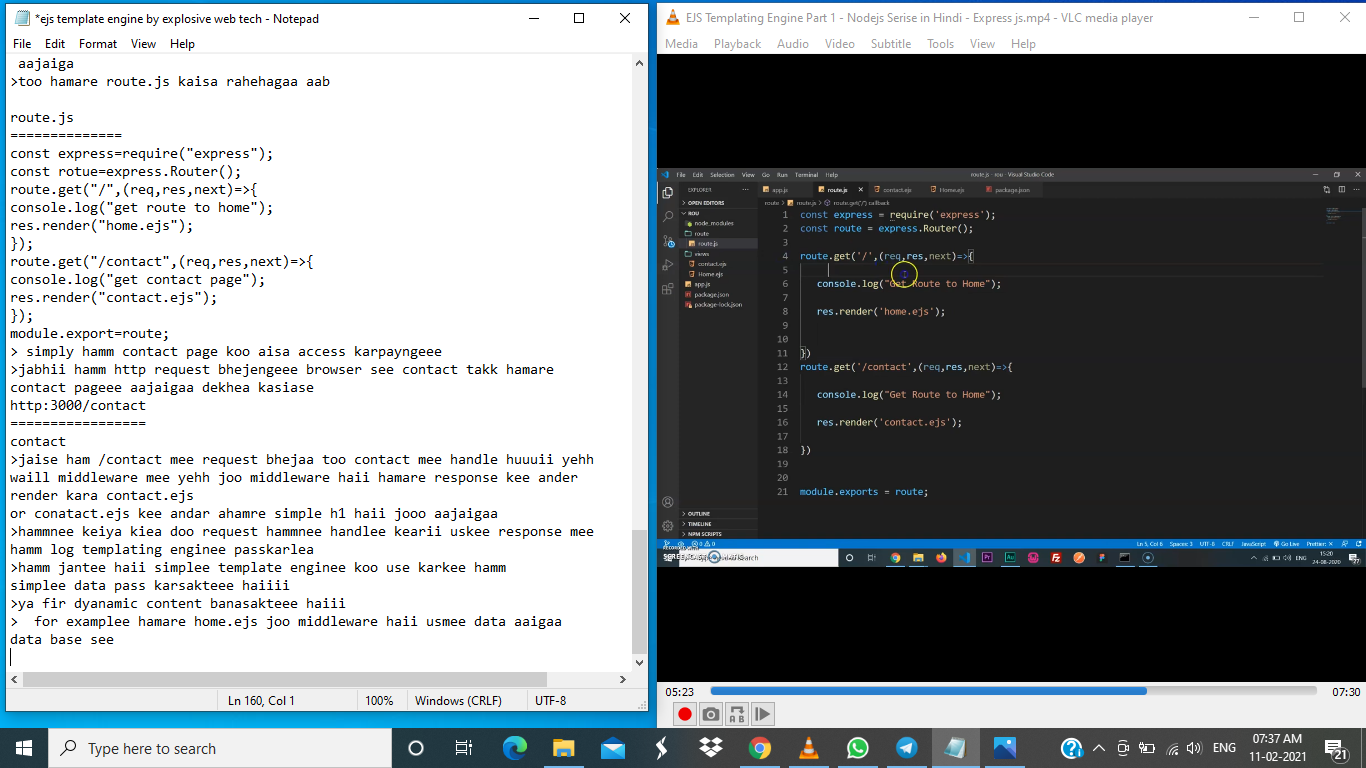 *ejs template engine by explosive web tech - Notepad
File Edit Format View Help
aajaiga
>too hamare route.js kaisa rahehagaa aab
route.js
==============
const express=require("express");
const rotue=express.Router();
route.get("/",(req,res,next)=>{
console.log("get route to home");
res.render("home.ejs");
});
route.get("/contact",(req,res,next)=>{
console.log("get contact page");
res.render("contact.ejs");
});
module.export=route;
> simply hamm contact page koo aisa access karpayngeee
>jabhii hamm http request bhejengeee browser see contact takk hamare
contact pageee aajaigaa dekhea kasiase
http:3000/contact
=================
contact
>jaise ham /contact mee request bhejaa too contact mee handle huuuii yehh
waill middleware mee yehh joo middleware haii hamare response kee ander
render kara contact.ejs
or conatact.ejs kee andar ahamre simple h1 haii jooo aajaigaa
>hammnee keiya kiea doo request hammnee handlee kearii uskee response mee
hamm log templating enginee passkarlea
>hamm jantee haii simplee template enginee koo use karkee hamm
simplee data pass karsakteee haiiii
>ya fir dyanamic content banasakteee haiii
>  for examplee hamare home.ejs joo middleware haii usmee data aaigaa
data base see
Ln 160, Col 1 100% Windows (CRLF) UTF-8
EJS Templating Engine Part 1 - Nodejs Serise in Hindi - Express js.mp4 - VLC media player
Media Playback Audio Video Subtitle Tools View Help
File Edit Selection View Go Run Terminal Help route.js - rou - Visual Studio Code
EXPLORER ...
> OPEN EDITORS
ROU
node_modules
route
route.js
views
contact.ejs
Home.ejs
app.js
package.json
package-lock.json
> OUTLINE
> TIMELINE
> NPM SCRIPTS
app.js route.js contact.ejs Home.ejs package.json
route > route.js > route.get('/') callback
1 const express = require('express');
2 const route = express.Router();
3
4 route.get('/',(req,res,next)=>{
5
6 console.log("Get Route to Home");
7
8 res.render('home.ejs');
9
10
11 })
12 route.get('/contact',(req,res,next)=>{
13
14 console.log("Get Route to Home");
15
16 res.render('contact.ejs');
17
18 })
19
20
21 module.exports = route;
Ln 5, Col 6 Spaces: 3 UTF-8 CRLF JavaScript Go Live Prettier: ×
RECORDED WITH
ENG 15:20
24-08-2020
05:23 07:30
Type here to search
ENG 07:37 AM
11-02-2021
21